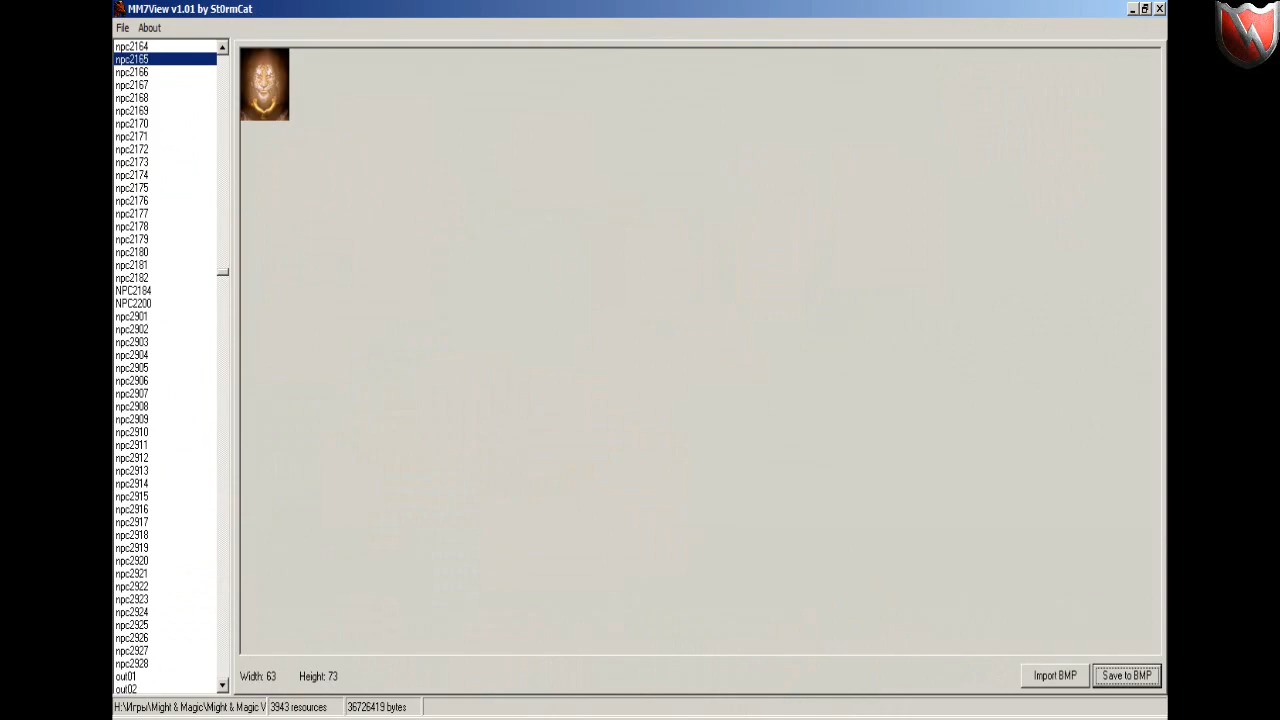 MM7View v1.01 by St0rmCat
File About
npc2164
npc2165
npc2166
npc2167
npc2168
npc2169
npc2170
npc2171
npc2172
npc2173
npc2174
npc2175
npc2176
npc2177
npc2178
npc2179
npc2180
npc2181
npc2182
NPC2184
NPC2200
npc2901
npc2902
npc2903
npc2904
npc2905
npc2906
npc2907
npc2908
npc2909
npc2910
npc2911
npc2912
npc2913
npc2914
npc2915
npc2916
npc2917
npc2918
npc2919
npc2920
npc2921
npc2922
npc2923
npc2924
npc2925
npc2926
npc2927
npc2928
out01
out02
Width: 63 Height: 73
Import BMP Save to BMP
H:\Игры\Might & Magic\Might & Magic V 3943 resources 36726419 bytes